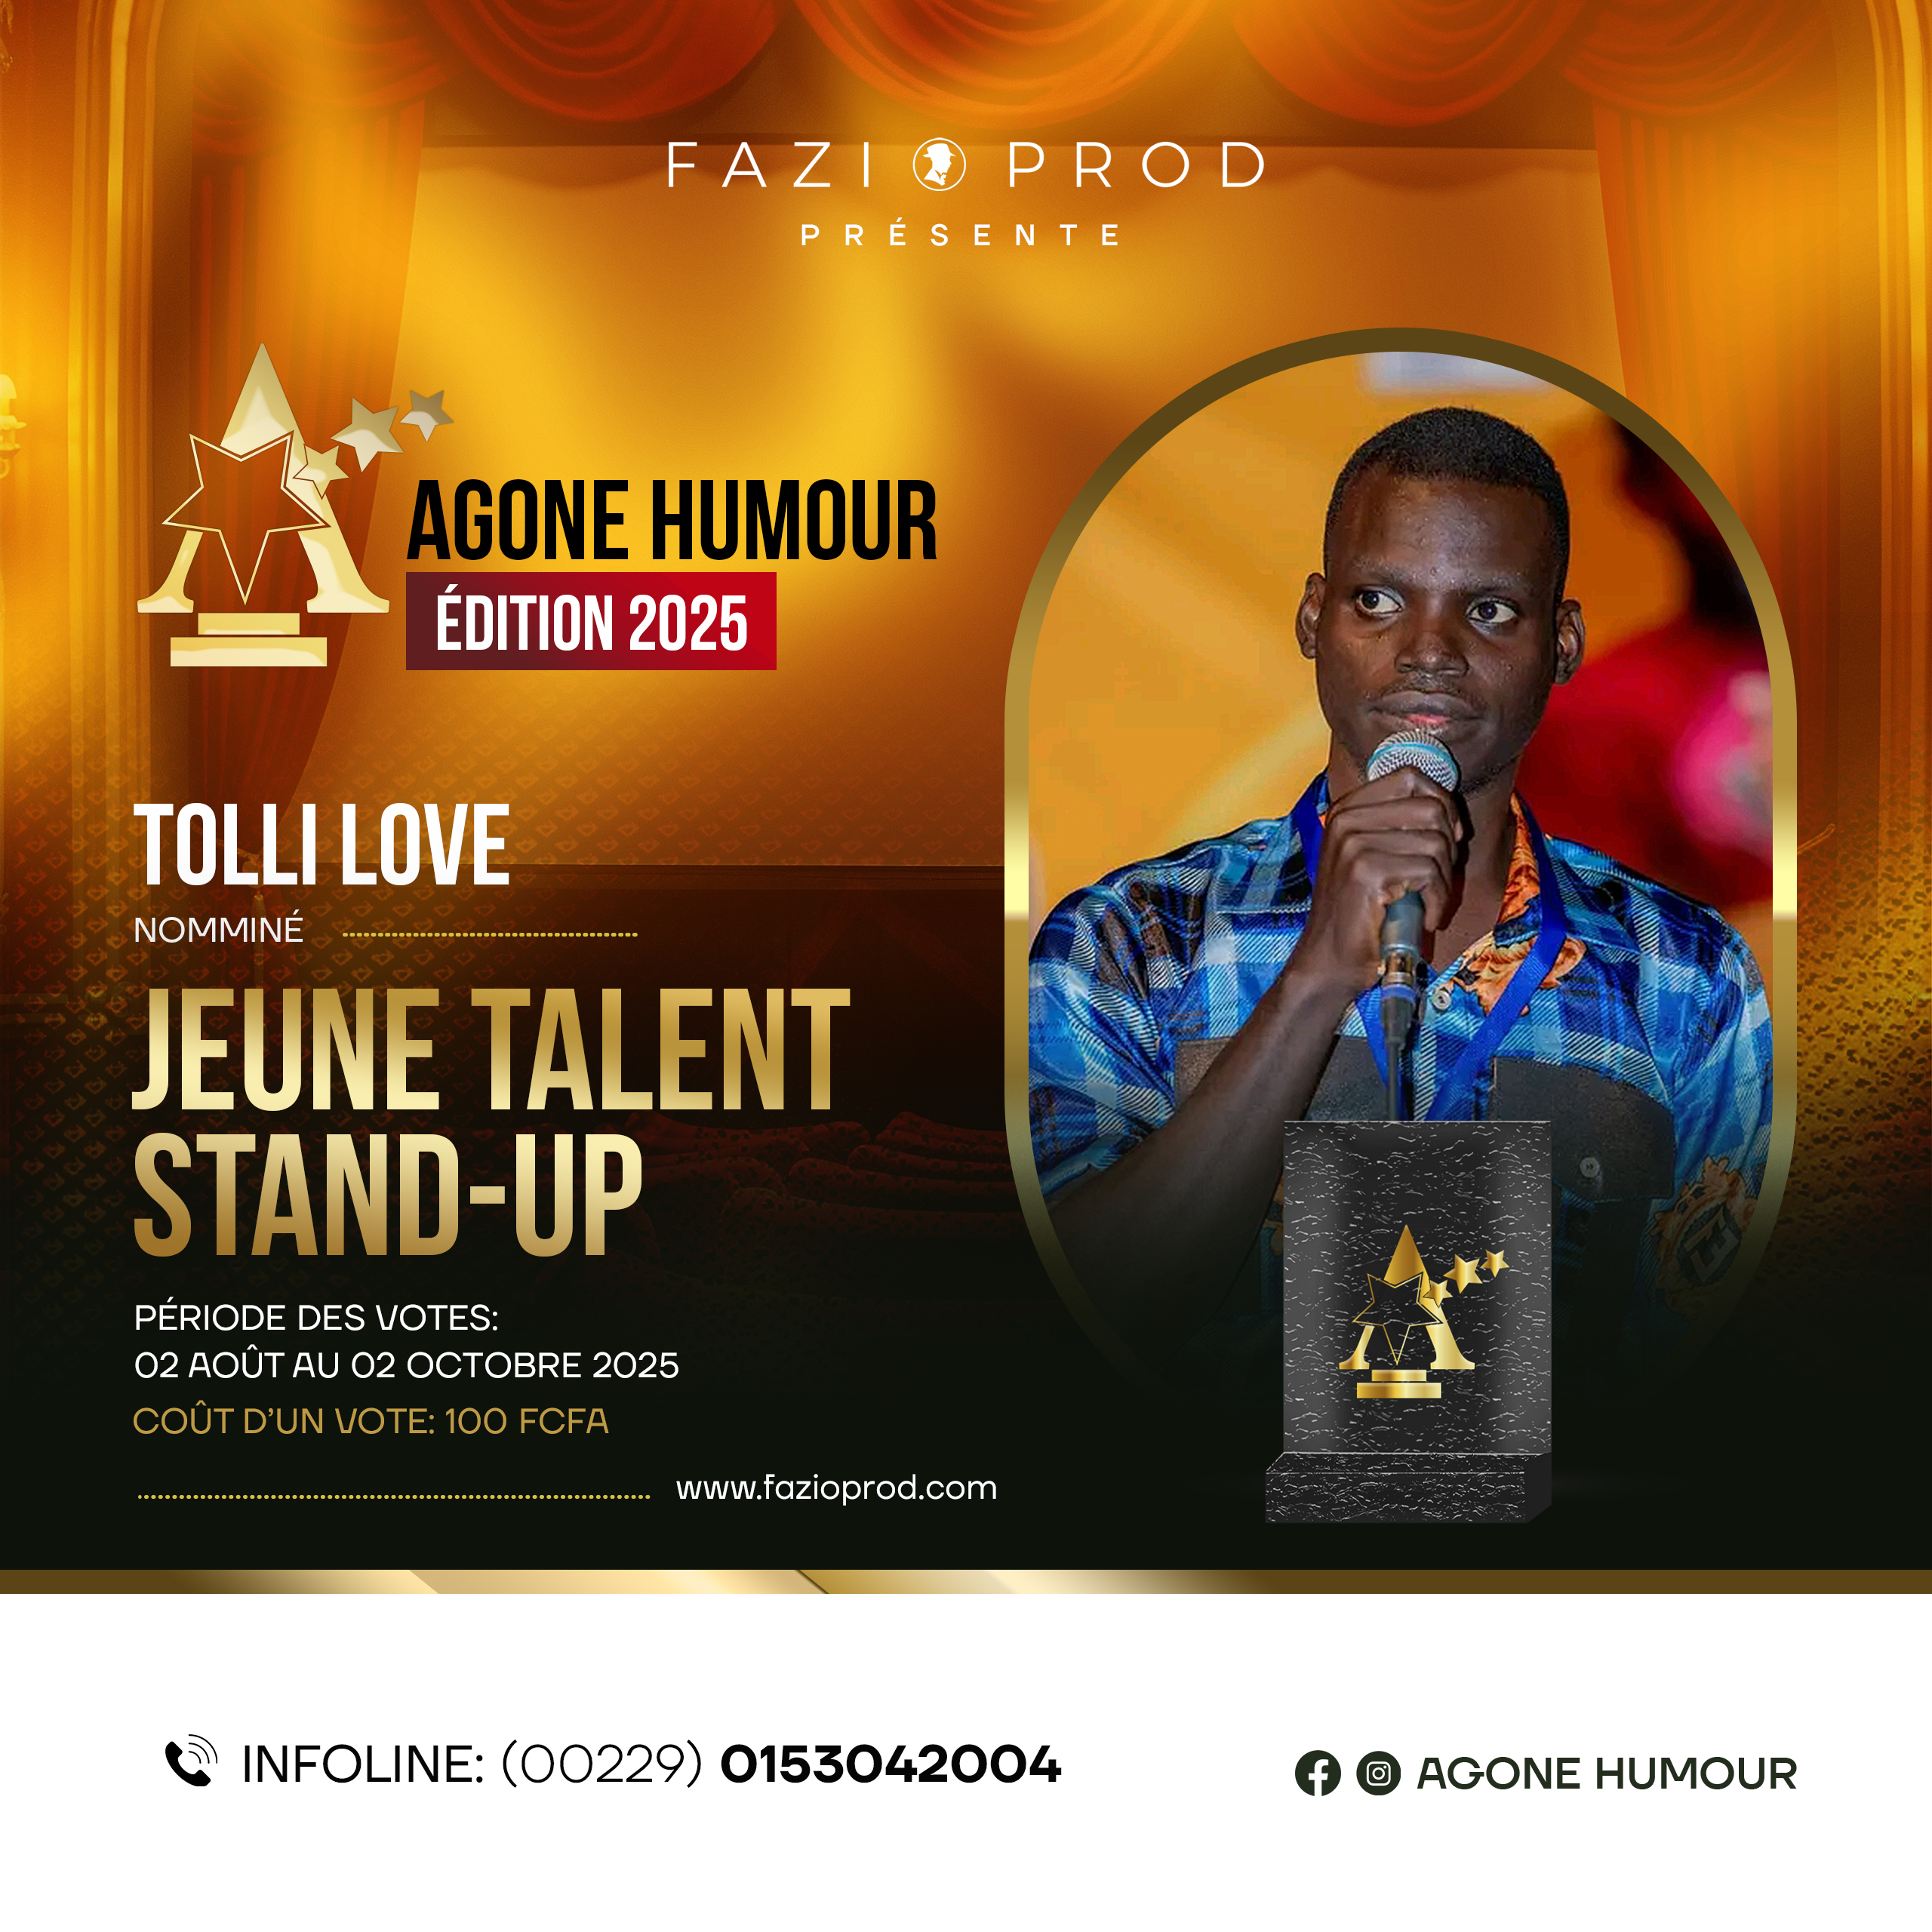 FAZIO PROD
PRÉSENTE
AGONE HUMOUR
ÉDITION 2025
TOLLI LOVE
NOMMINÉ
JEUNE TALENT
STAND-UP
PÉRIODE DES VOTES:
02 AOÛT AU 02 OCTOBRE 2025
COÛT D'UN VOTE: 100 FCFA
www.fazioprod.com
INFOLINE: (00229) 0153042004
AGONE HUMOUR